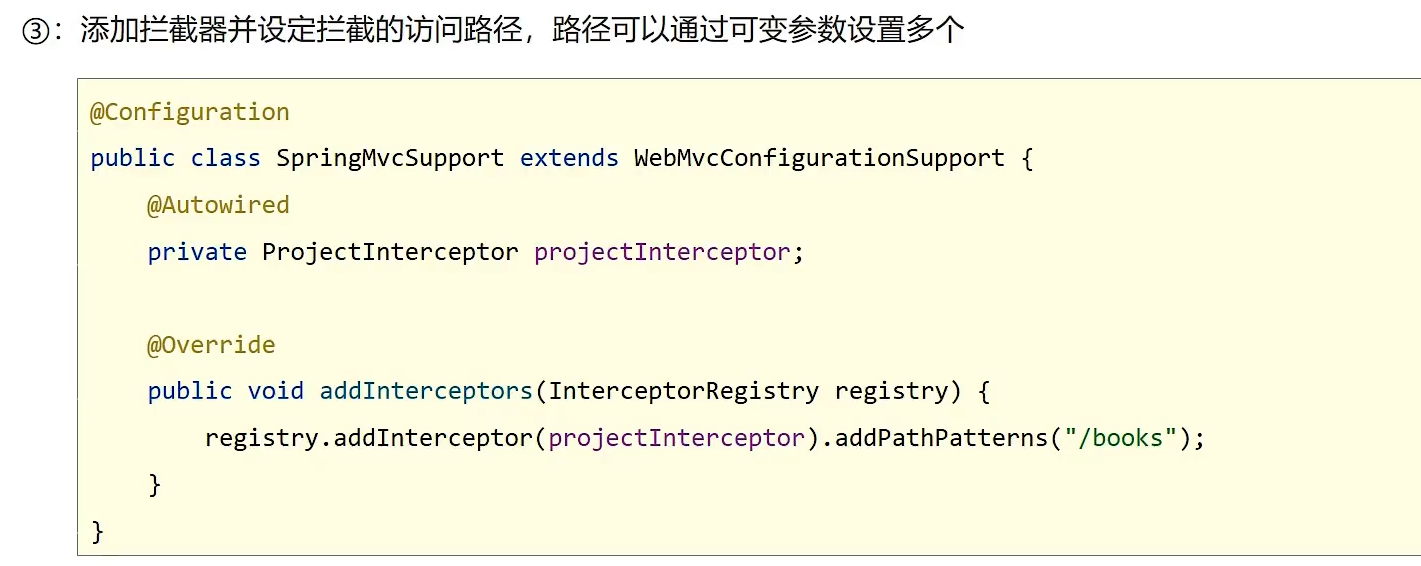 ③：添加拦截器并设定拦截的访问路径，路径可以通过可变参数设置多个
@Configuration
public class SpringMvcSupport extends WebMvcConfigurationSupport {
    @Autowired
    private ProjectInterceptor projectInterceptor;
    @Override
    public void addInterceptors(InterceptorRegistry registry) {
        registry.addInterceptor(projectInterceptor).addPathPatterns("/books");
    }
}